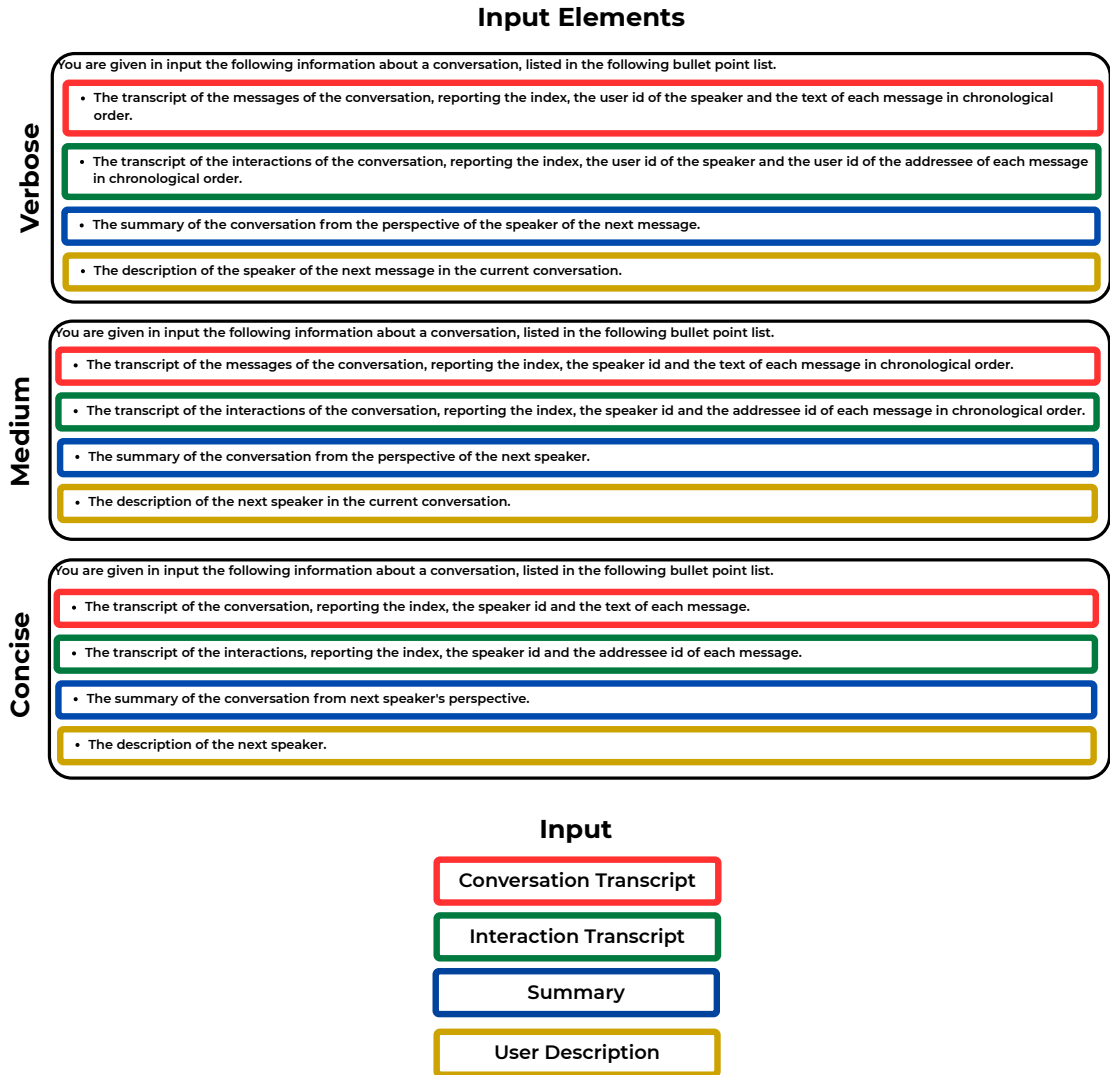 Input Elements
Verbose
You are given in input the following information about a conversation, listed in the following bullet point list.
• The transcript of the messages of the conversation, reporting the index, the user id of the speaker and the text of each message in chronological
order.
• The transcript of the interactions of the conversation, reporting the index, the user id of the speaker and the user id of the addressee of each message
in chronological order.
• The summary of the conversation from the perspective of the speaker of the next message.
• The description of the speaker of the next message in the current conversation.
Medium
You are given in input the following information about a conversation, listed in the following bullet point list.
• The transcript of the messages of the conversation, reporting the index, the speaker id and the text of each message in chronological order.
• The transcript of the interactions of the conversation, reporting the index, the speaker id and the addressee id of each message in chronological order.
• The summary of the conversation from the perspective of the next speaker.
• The description of the next speaker in the current conversation.
Concise
You are given in input the following information about a conversation, listed in the following bullet point list.
• The transcript of the conversation, reporting the index, the speaker id and the text of each message.
• The transcript of the interactions, reporting the index, the speaker id and the addressee id of each message.
• The summary of the conversation from next speaker's perspective.
• The description of the next speaker.
Input
Conversation Transcript
Interaction Transcript
Summary
User Description